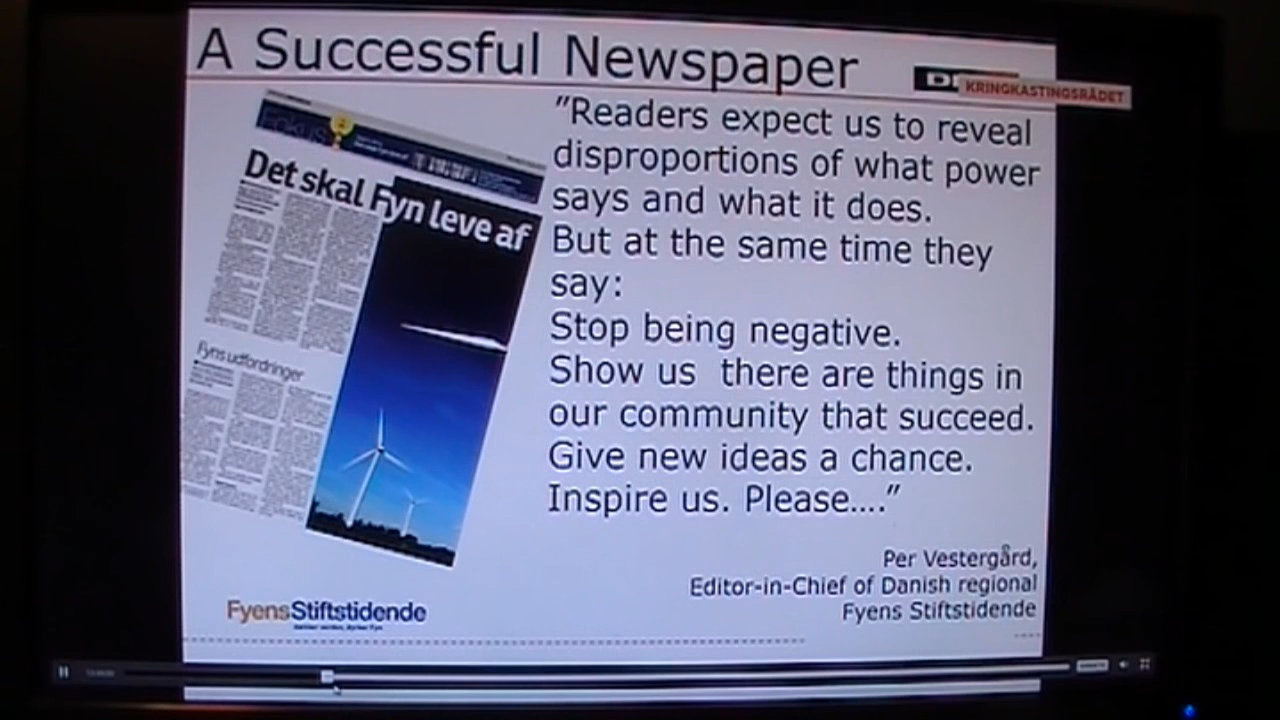 A Successful Newspaper
KRINGKASTINGSRÅDET
"Readers expect us to reveal
disproportions of what power
says and what it does.
But at the same time they
say:
Stop being negative.
Show us there are things in
our community that succeed.
Give new ideas a chance.
Inspire us. Please...."
Per Vestergård,
Editor-in-Chief of Danish regional
Fyens Stiftstidende
Det skal Fyn leve af
Fyns udfordringer
FyensStiftstidende